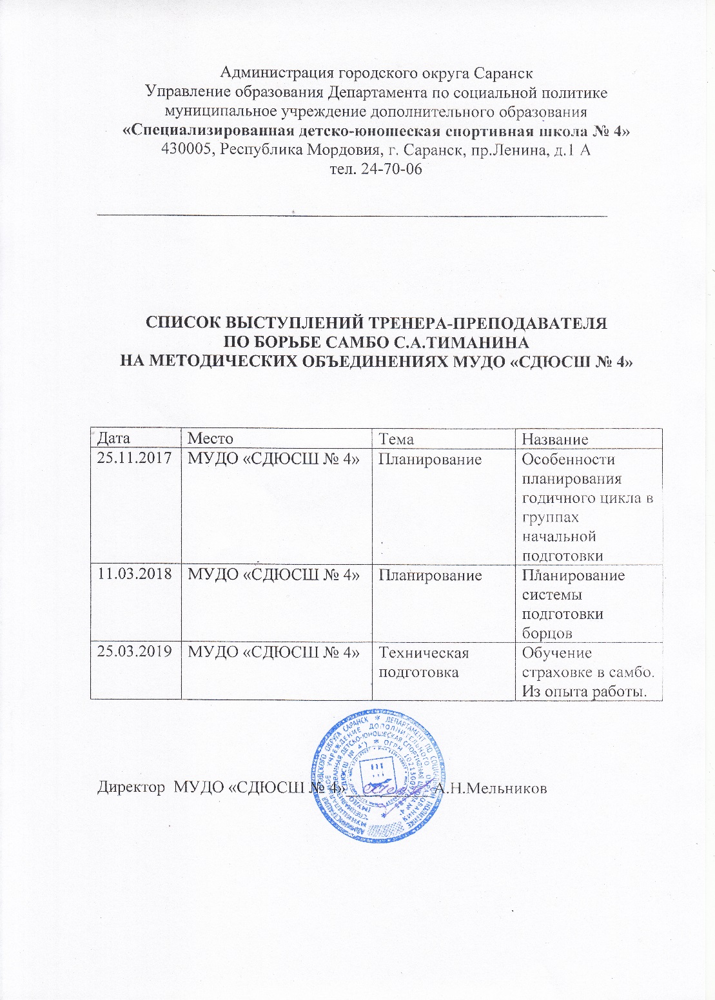 Администрация городского округа Саранск
Управление образования Департамента по социальной политике
муниципальное учреждение дополнительного образования
«Специализированная детско-юношеская спортивная школа № 4»
430005, Республика Мордовия, г. Саранск, пр.Ленина, д.1 А
тел. 24-70-06
СПИСОК ВЫСТУПЛЕНИЙ ТРЕНЕРА-ПРЕПОДАВАТЕЛЯ
ПО БОРЬБЕ САМБО С.А.ТИМАНИНА
НА МЕТОДИЧЕСКИХ ОБЪЕДИНЕНИЯХ МУДО «СДЮСШ № 4»
Дата Место Тема Название
25.11.2017 МУДО «СДЮСШ № 4» Планирование Особенности
планирования
годичного цикла в
группах
начальной
подготовки
11.03.2018 МУДО «СДЮСШ № 4» Планирование Планирование
системы
подготовки
борцов
25.03.2019 МУДО «СДЮСШ № 4» Техническая Обучение
подготовка страховке в самбо.
Из опыта работы.
Директор МУДО «СДЮСШ № 4» А.Н.Мельников